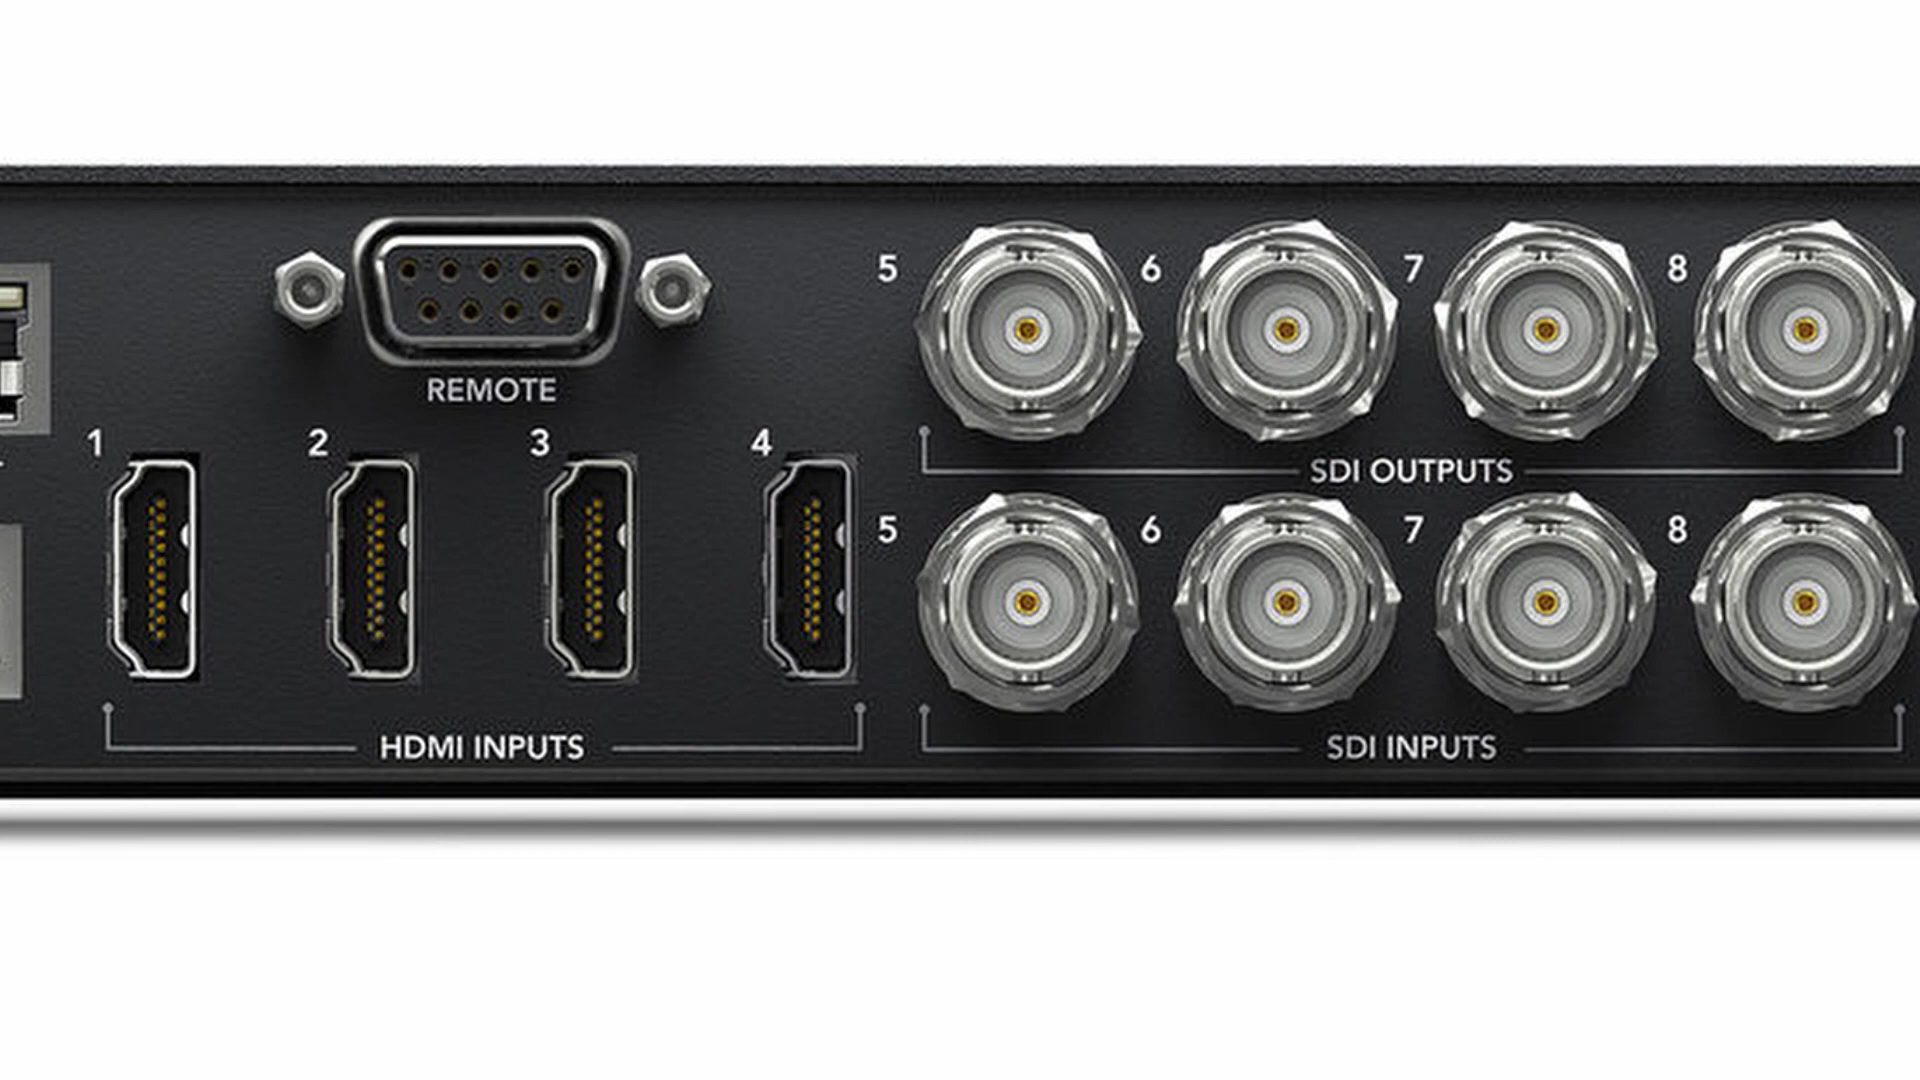 REMOTE
1 2 3 4
HDMI INPUTS
5 6 7 8
SDI OUTPUTS
5 6 7 8
SDI INPUTS